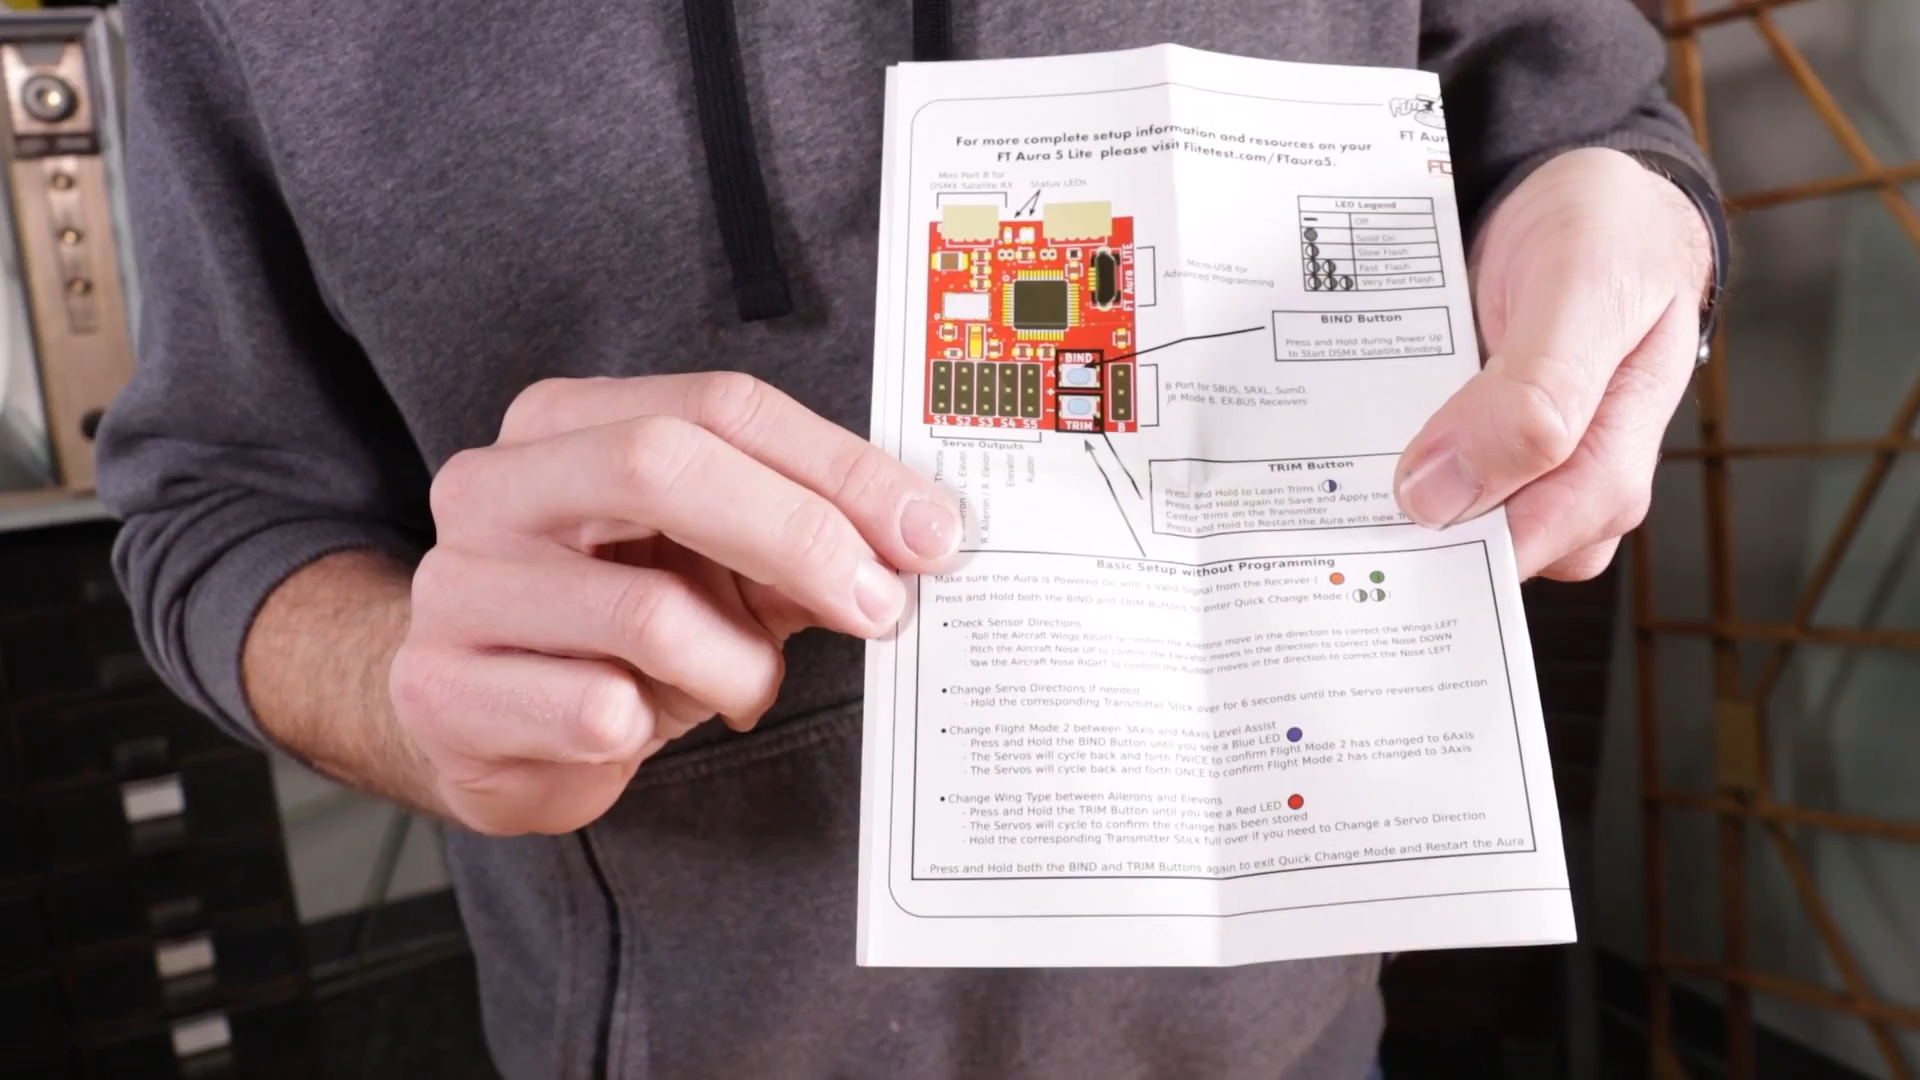 For more complete setup information and resources on your
FT Aura 5 Lite please visit Flitetest.com/FTaura5.
FT Aur
Mini Port B for
DSMX Satellite RX
Status LEDs
LED Legend
Off
Solid On
Slow Flash
Fast Flash
Very Fast Flash
Micro-USB for
Advanced Programming
FT Aura LITE
BIND Button
Press and Hold during Power Up
to Start DSMX Satellite Binding
BIND
TRIM
S1 S2 S3 S4 S5
B
B Port for SBUS, SRXL, SumD,
JR Mode B, EX-BUS Receivers
Servo Outputs
Throttle
L. Elevon
R. Aileron / R. Elevon
Elevator
Rudder
TRIM Button
Press and Hold to Learn Trims ( )
Press and Hold again to Save and Apply the
Center Trims on the Transmitter
Press and Hold to Restart the Aura with new
Basic Setup without Programming
- Make sure the Aura is Powered On with a Valid Signal from the Receiver (
- Press and Hold both the BIND and TRIM Buttons to enter Quick Change Mode ( )
• Check Sensor Directions
- Roll the Aircraft Wings RIGHT to confirm the Ailerons move in the direction to correct the Wings LEFT
- Pitch the Aircraft Nose UP to confirm the Elevator moves in the direction to correct the Nose DOWN
- Yaw the Aircraft Nose RIGHT to confirm the Rudder moves in the direction to correct the Nose LEFT
• Change Servo Directions if needed
- Hold the corresponding Transmitter Stick over for 6 seconds until the Servo reverses direction
• Change Flight Mode 2 between 3Axis and 6Axis Level Assist
- Press and Hold the BIND Button until you see a Blue LED
- The Servos will cycle back and forth TWICE to confirm Flight Mode 2 has changed to 6Axis
- The Servos will cycle back and forth ONCE to confirm Flight Mode 2 has changed to 3Axis
• Change Wing Type between Ailerons and Elevons
- Press and Hold the TRIM Button until you see a Red LED
- The Servos will cycle to confirm the change has been stored
- Hold the corresponding Transmitter Stick full over if you need to Change a Servo Direction
- Press and Hold both the BIND and TRIM Buttons again to exit Quick Change Mode and Restart the Aura